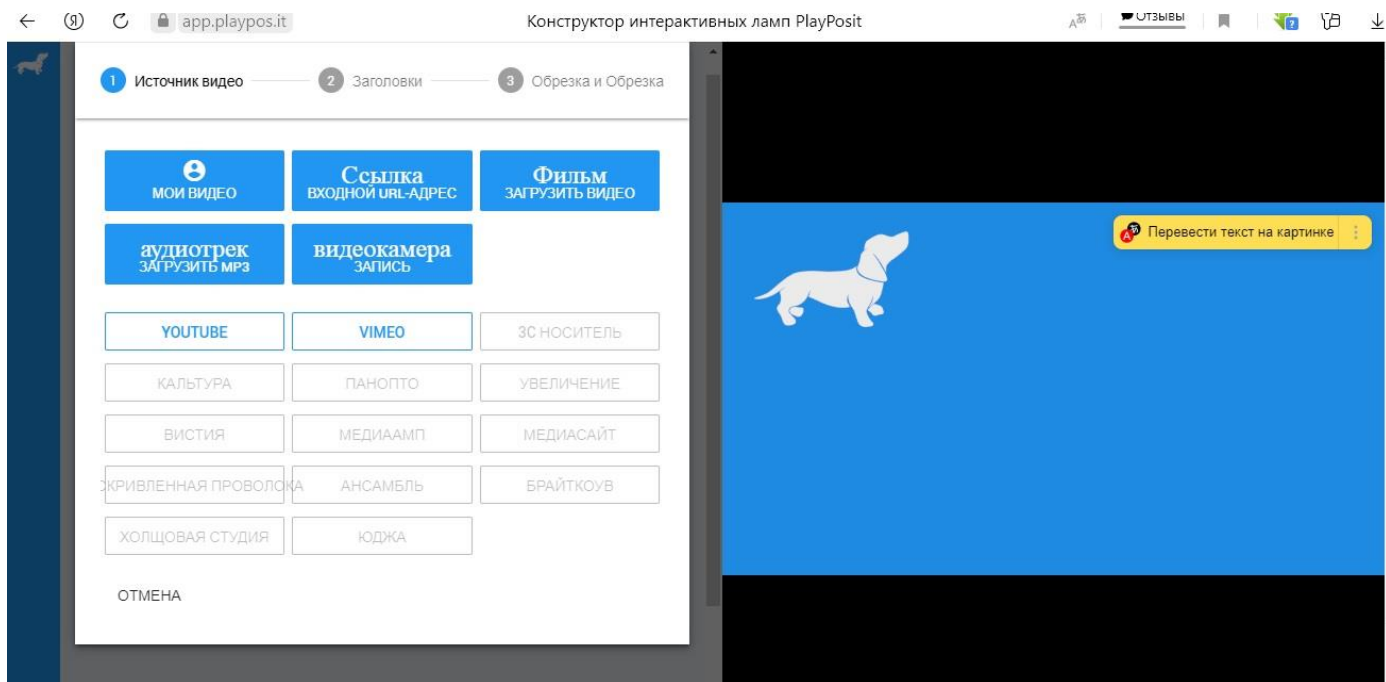 app.playpos.it Конструктор интерактивных ламп PlayPosit Отзывы
1 Источник видео 2 Заголовки 3 Обрезка и Обрезка
МОИ ВИДЕО
Ссылка
ВХОДНОЙ URL-АДРЕС
Фильм
ЗАГРУЗИТЬ ВИДЕО
аудиотрек
ЗАГРУЗИТЬ MP3
видеокамера
ЗАПИСЬ
Перевести текст на картинке
YOUTUBE VIMEO 3C НОСИТЕЛЬ
КАЛЬТУРА ПАНОПТО УВЕЛИЧЕНИЕ
ВИСТИЯ МЕДИААМП МЕДИАСАЙТ
КРИВЛЕННАЯ ПРОВОЛОКА АНСАМБЛЬ БРАЙТКОУВ
ХОЛЩОВАЯ СТУДИЯ ЮДЖА
ОТМЕНА